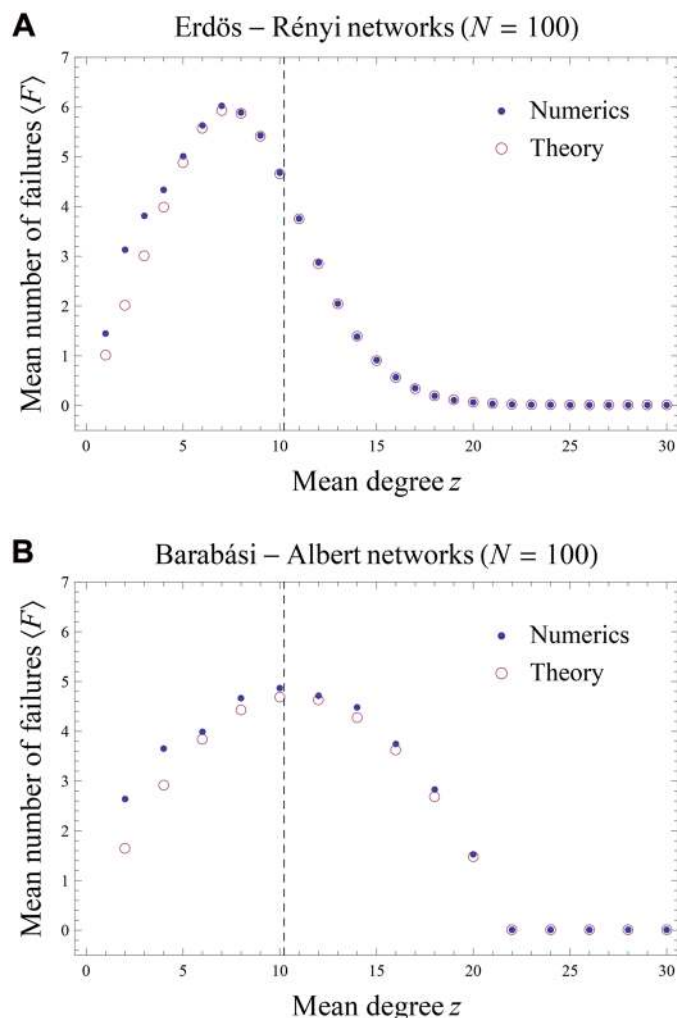 A
Erdös – Rényi networks (N = 100)
Mean number of failures ⟨F⟩
7
6
5
4
3
2
1
0
Numerics
Theory
0 5 10 15 20 25 30
Mean degree z
B
Barabási – Albert networks (N = 100)
Mean number of failures ⟨F⟩
7
6
5
4
3
2
1
0
Numerics
Theory
0 5 10 15 20 25 30
Mean degree z